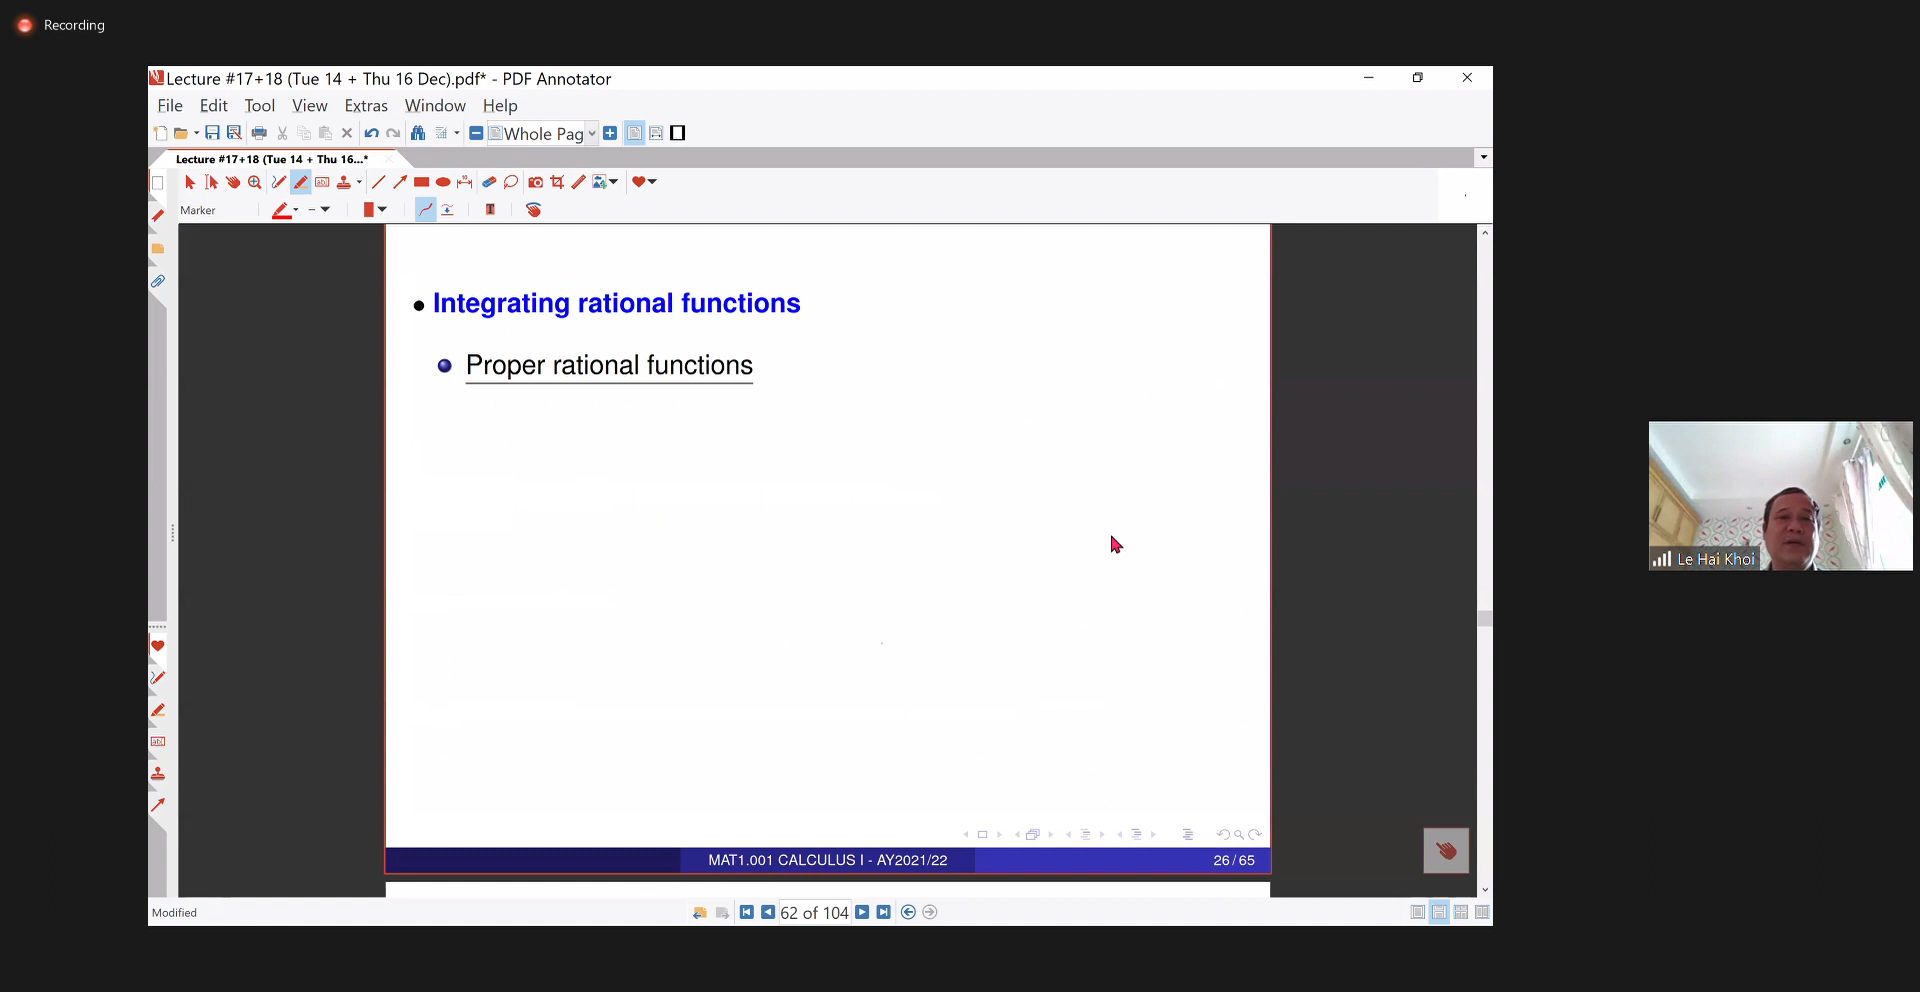 Recording
Lecture #17+18 (Tue 14 + Thu 16 Dec).pdf* - PDF Annotator
File Edit Tool View Extras Window Help
Whole Pag
Lecture #17+18 (Tue 14 + Thu 16...*
Marker
Integrating rational functions
Proper rational functions
Le Hai Khoi
MAT1.001 CALCULUS I - AY2021/22
26/65
Modified
62 of 104